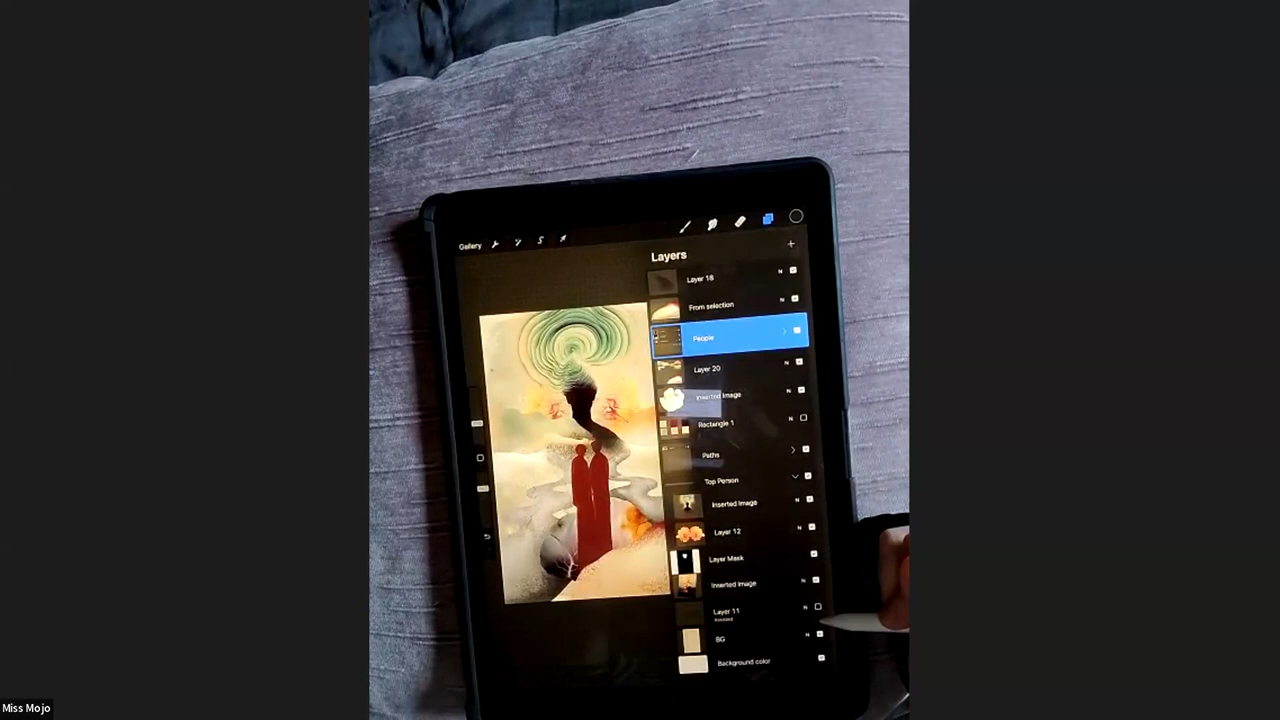 Gallery
Layers
Layer 18
N
From selection
N
People
Layer 20
N
Inserted Image
N
Rectangle 1
N
Paths
Top Person
Inserted Image
N
Layer 12
N
Layer Mask
Inserted Image
N
Layer 11
N
BG
N
Background color
Miss Mojo